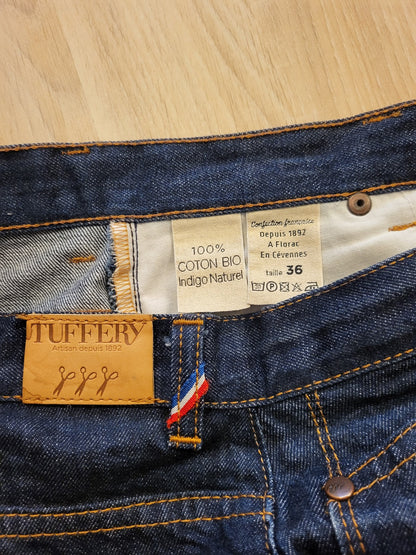 100%
COTON BIO
Indigo Naturel
Confection française
Depuis 1892
A Florac
En Cévennes
taille 36
TUFFERY
Artisan depuis 1892